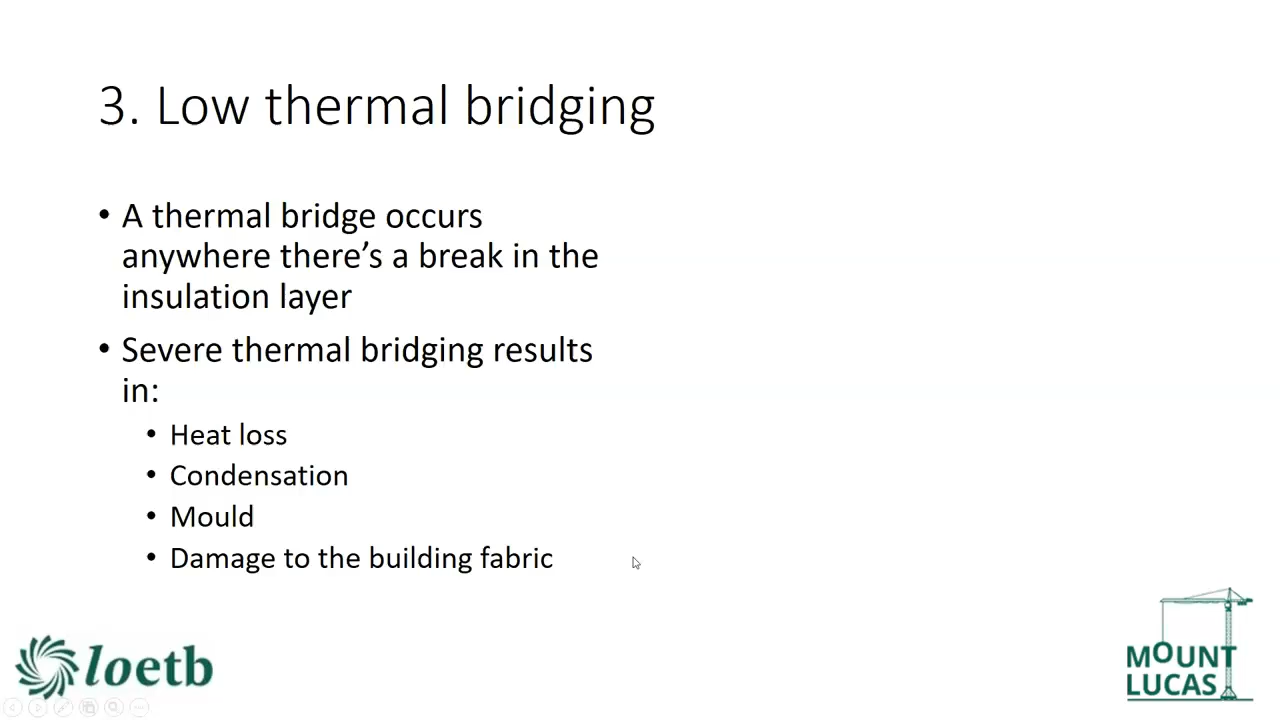 3. Low thermal bridging
• A thermal bridge occurs
anywhere there’s a break in the
insulation layer
• Severe thermal bridging results
in:
• Heat loss
• Condensation
• Mould
• Damage to the building fabric
loetb
MOUNT
LUCAS